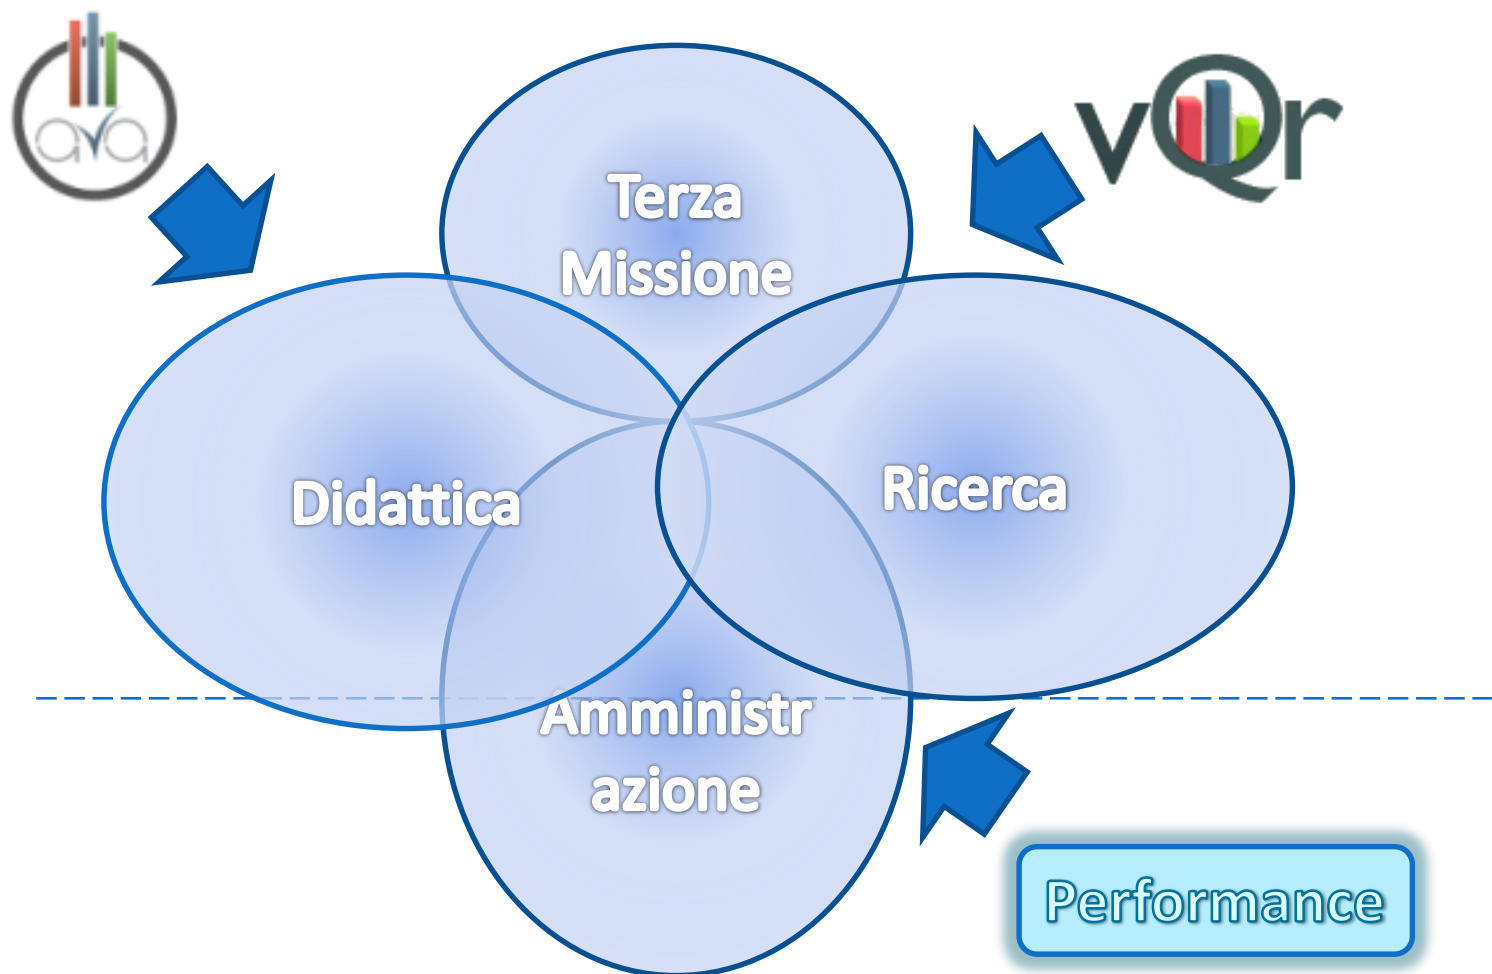 ava
vQr
Terza
Missione
Didattica
Ricerca
Amministr
azione
Performance